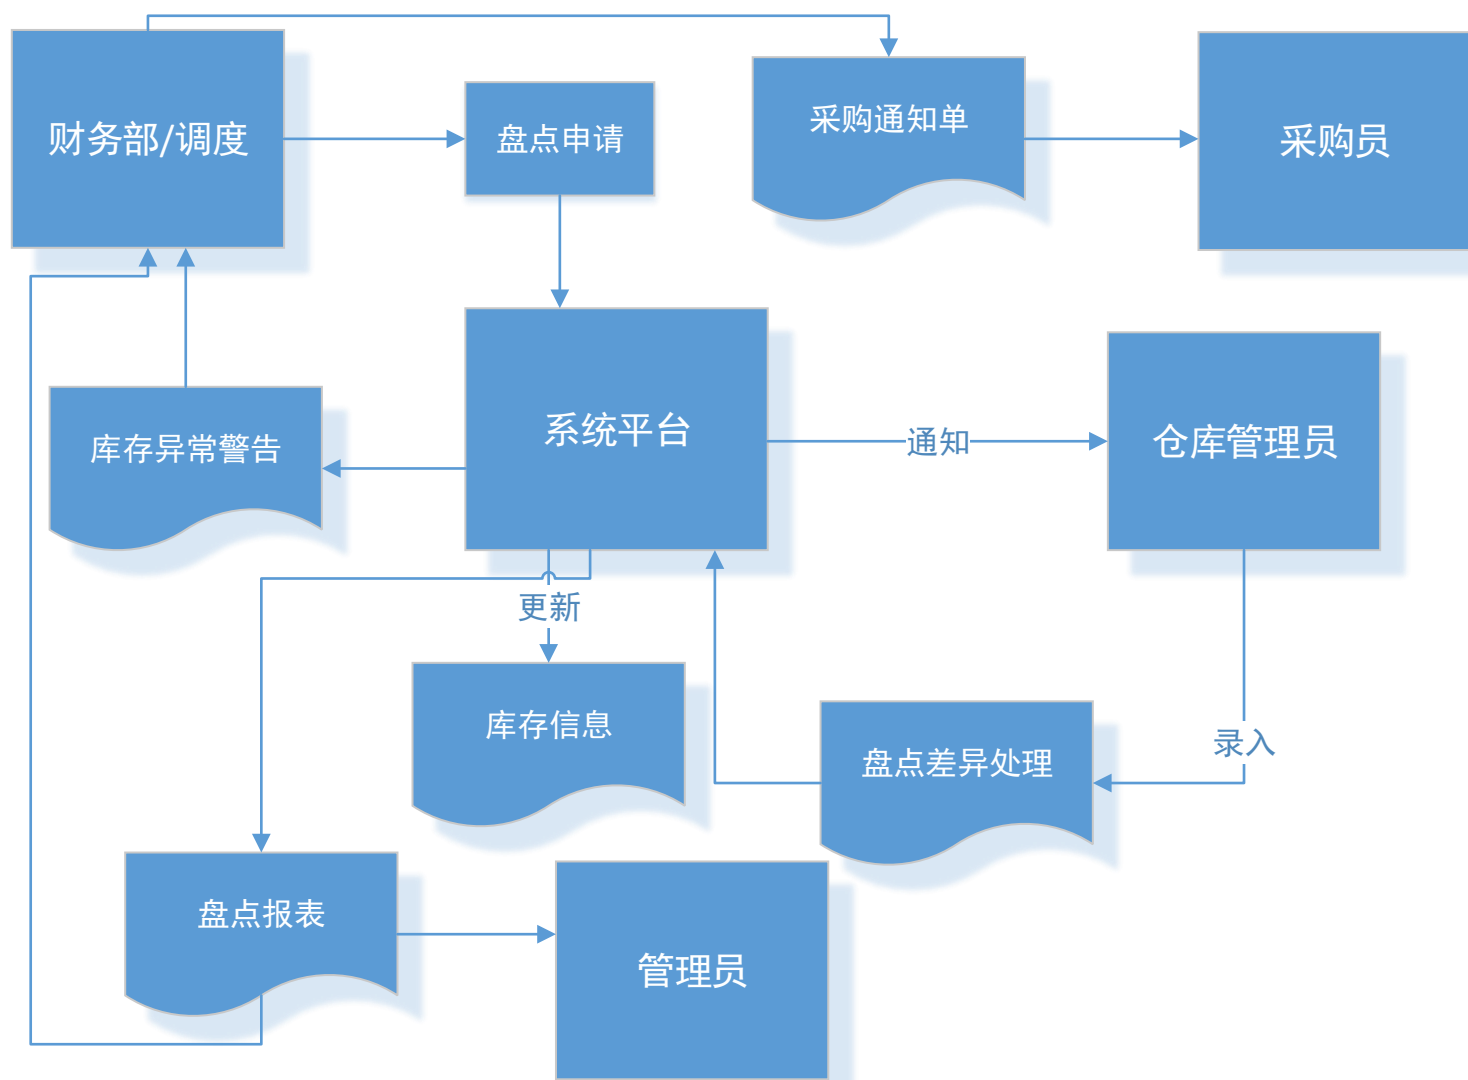 财务部/调度
盘点申请
采购通知单
采购员
库存异常警告
系统平台
通知
仓库管理员
更新
库存信息
盘点差异处理
录入
盘点报表
管理员